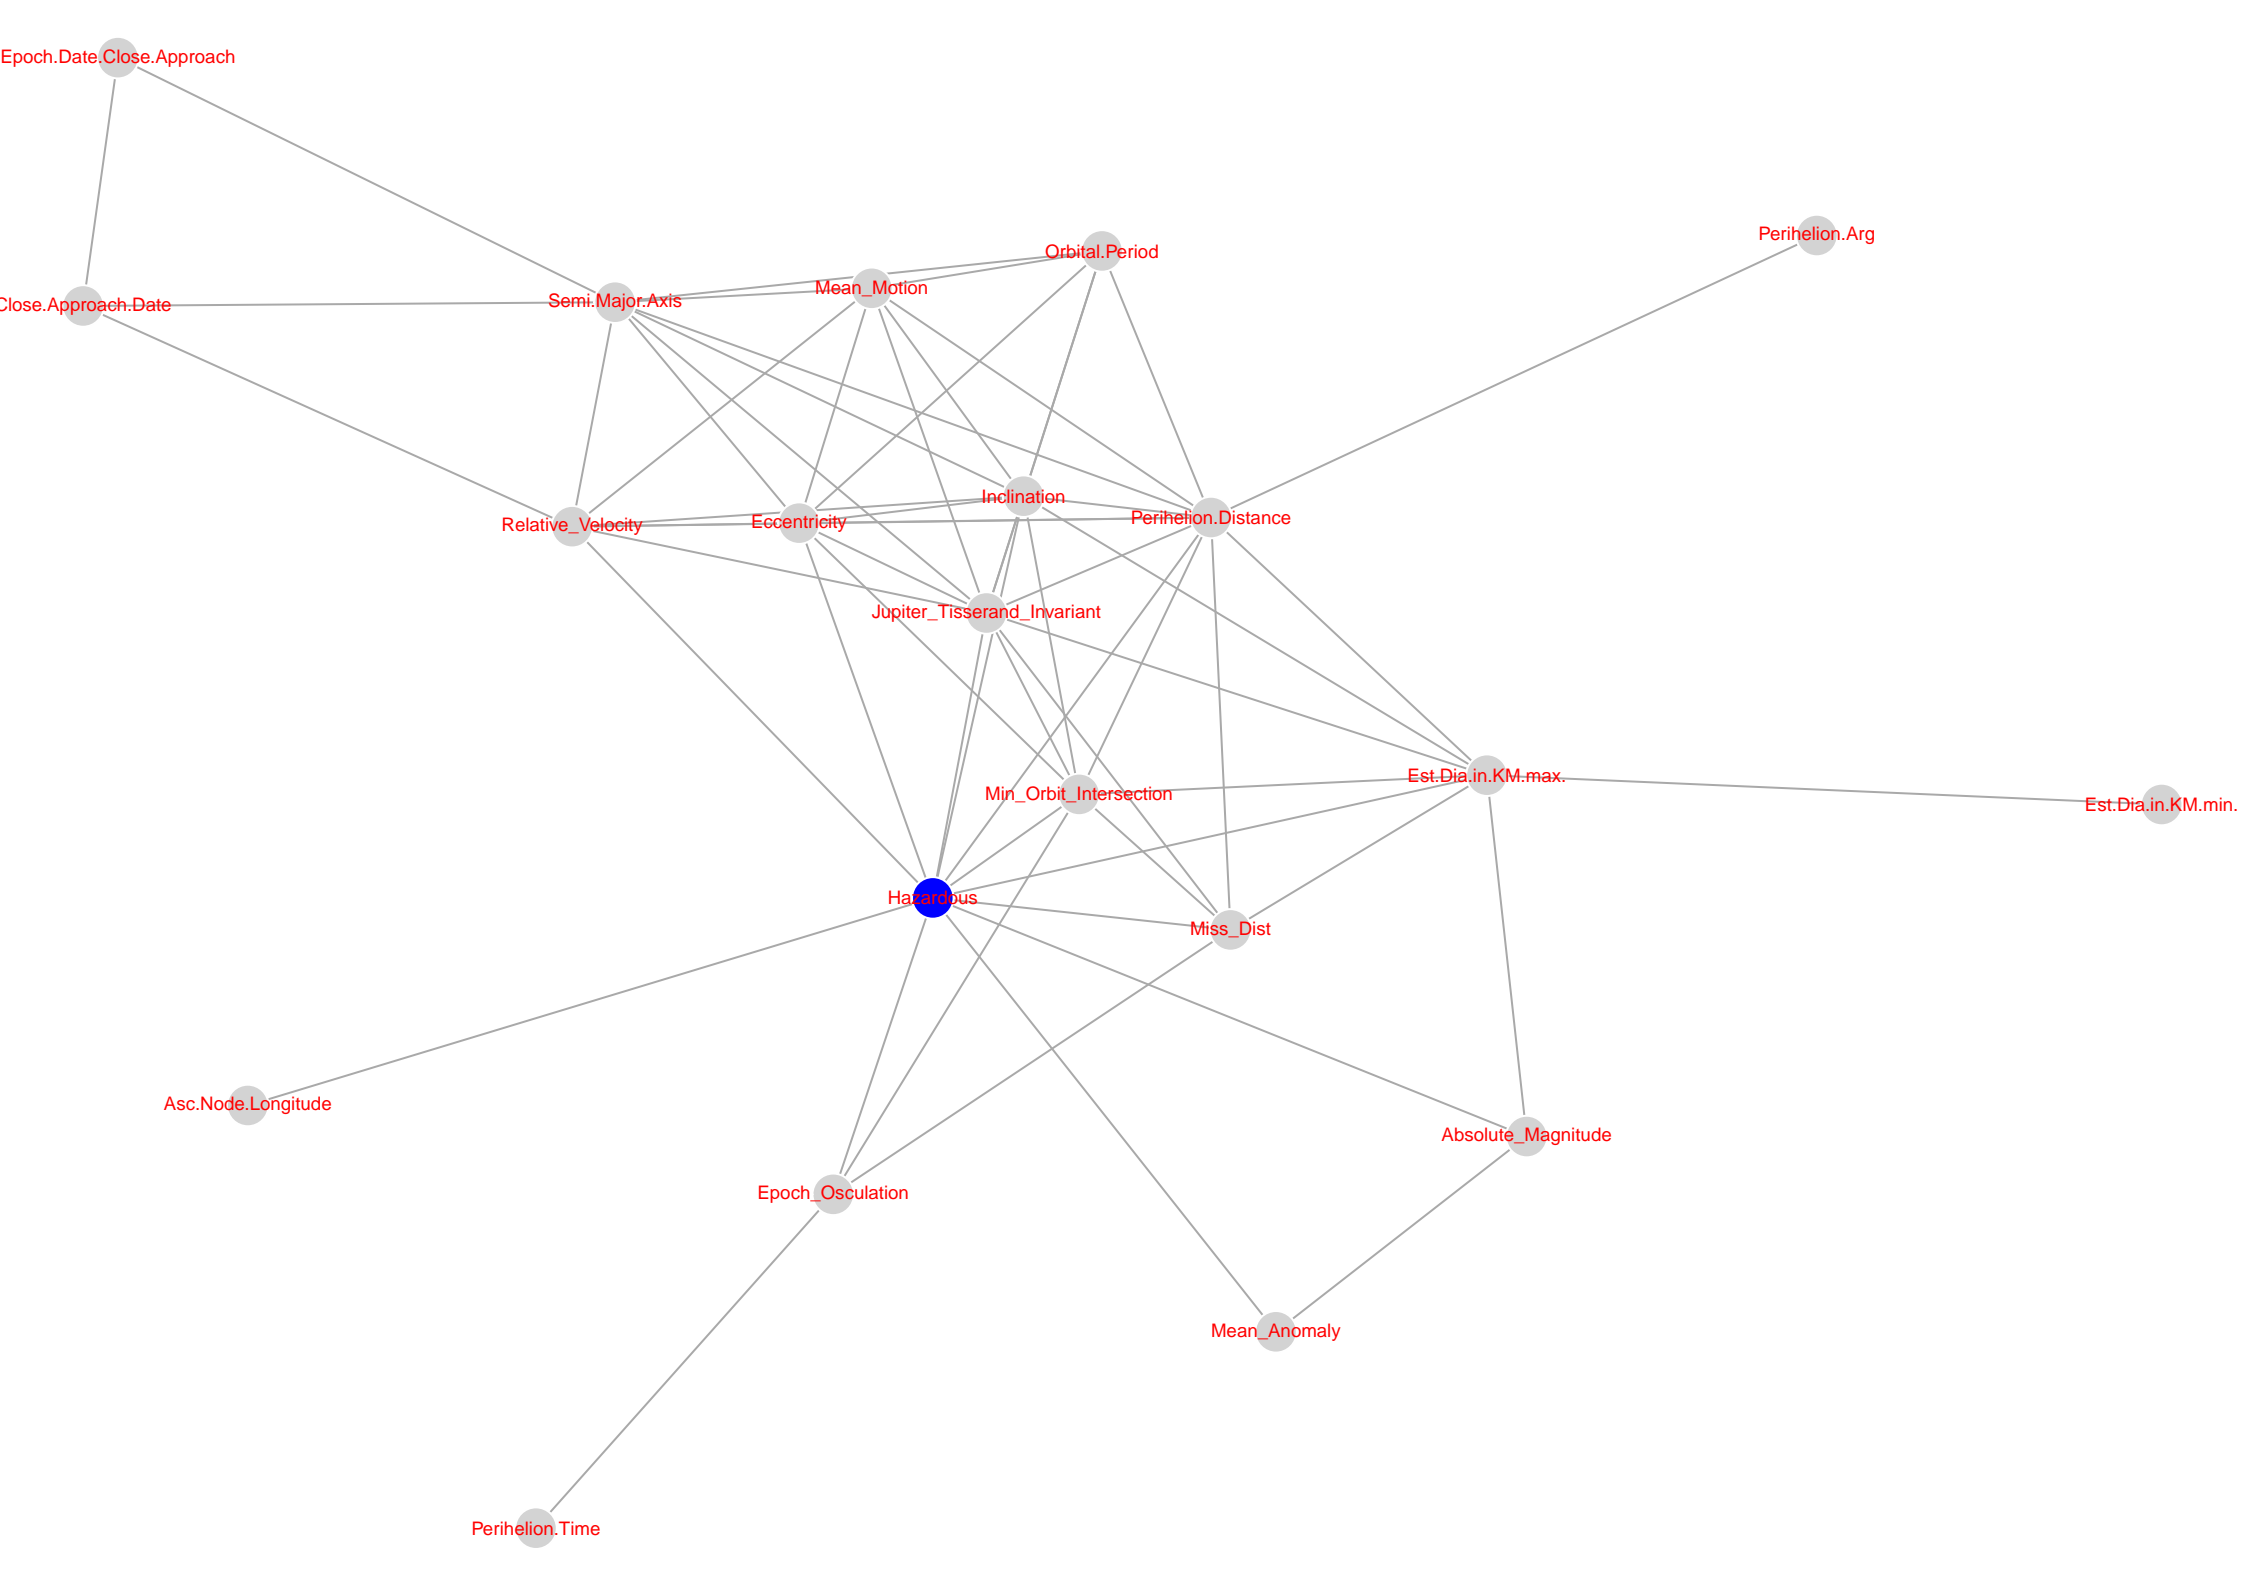 Epoch.Date.Close.Approach
Perihelion.Arg
Orbital.Period
Mean_Motion
Semi.Major.Axis
Close.Approach.Date
Inclination
Perihelion.Distance
Eccentricity
Relative_Velocity
Jupiter_Tisserand_Invariant
Est.Dia.in.KM.max.
Min_Orbit_Intersection
Est.Dia.in.KM.min.
Hazardous
Miss_Dist
Asc.Node.Longitude
Absolute_Magnitude
Epoch_Osculation
Mean_Anomaly
Perihelion.Time